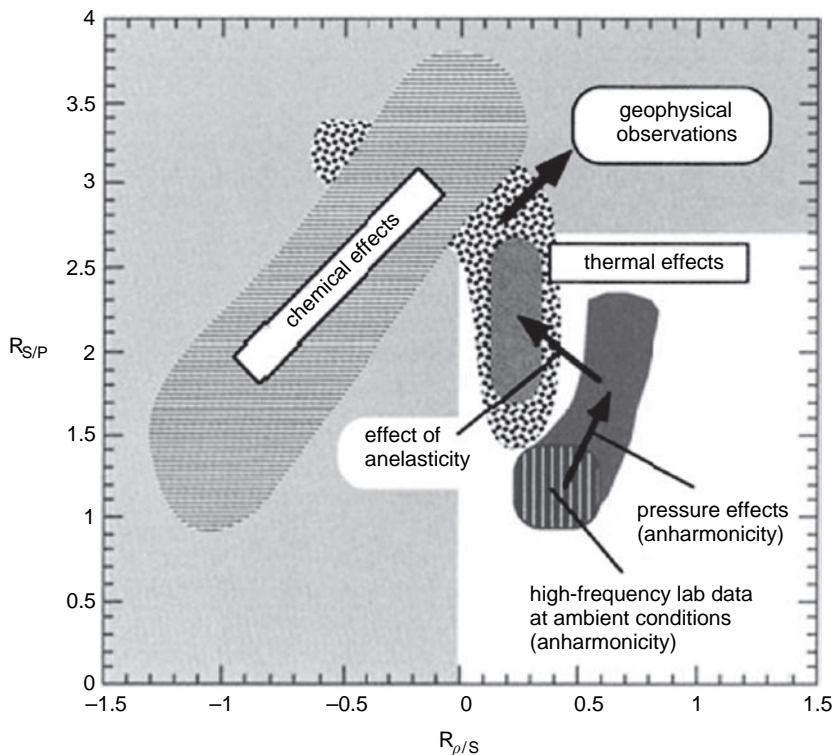 4
3.5
3
2.5
2
1.5
1
0.5
0
R S/P
geophysical
observations
chemical effects
thermal effects
effect of
anelasticity
pressure effects
(anharmonicity)
high-frequency lab data
at ambient conditions
(anharmonicity)
–1.5
–1
–0.5
0
0.5
1
1.5
R ρ/S